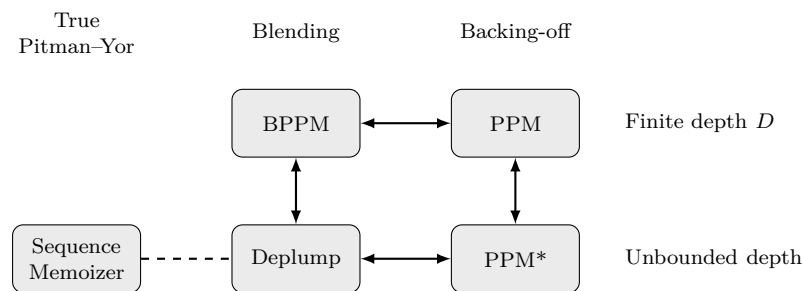 True
Pitman–Yor
Blending
Backing-off
BPPM
PPM
Finite depth D
Sequence
Memoizer
Deplump
PPM*
Unbounded depth